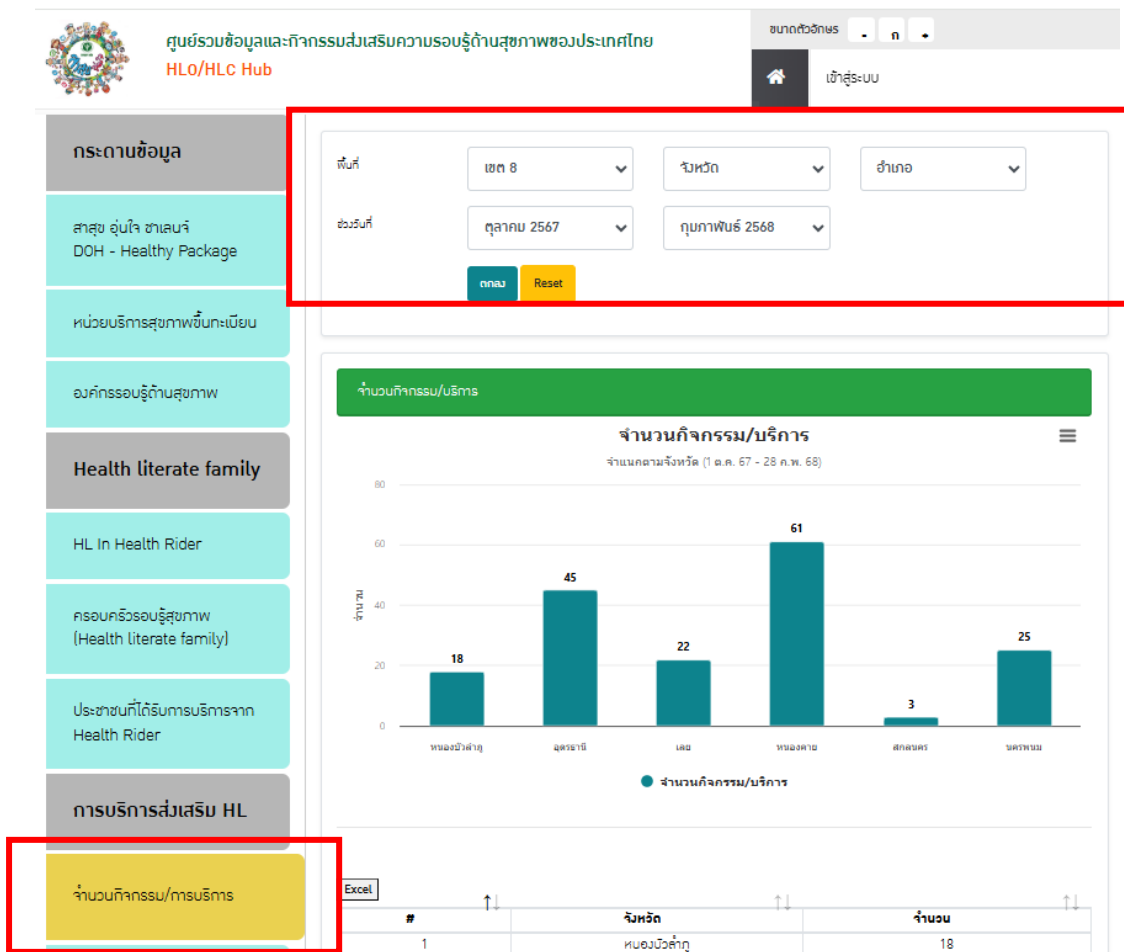 ศูนย์รวมข้อมูลและกิจกรรมส่งเสริมความรอบรู้ด้านสุขภาพของประเทศไทย
HLO/HLC Hub
ขนาดตัวอักษร - ก +
เข้าสู่ระบบ
กระดานข้อมูล
สาสุข อุ่นใจ ชาเลนจ์
DOH - Healthy Package
หน่วยบริการสุขภาพขึ้นทะเบียน
องค์กรรอบรู้ด้านสุขภาพ
Health literate family
HL In Health Rider
ครอบครัวรอบรู้สุขภาพ
(Health literate family)
ประชาชนที่ได้รับการบริการจาก
Health Rider
การบริการส่งเสริม HL
จำนวนกิจกรรม/การบริการ
พื้นที่ เขต 8 จังหวัด อำเภอ
ช่วงวันที่ ตุลาคม 2567 กุมภาพันธ์ 2568
ตกลง Reset
จำนวนกิจกรรม/บริการ
จำนวนกิจกรรม/บริการ
จำแนกตามจังหวัด (1 ต.ค. 67 - 28 ก.พ. 68)
จำนวน
80
60
40
20
0
18 45 22 61 3 25
หนองบัวลำภู อุดรธานี เลย หนองคาย สกลนคร นครพนม
จำนวนกิจกรรม/บริการ
Excel
# จังหวัด จำนวน
1 หนองบัวลำภู 18